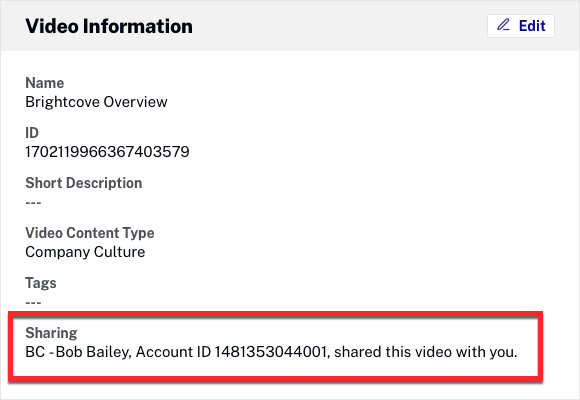 Video Information
Edit
Name
Brightcove Overview
ID
1702119966367403579
Short Description
---
Video Content Type
Company Culture
Tags
---
Sharing
BC - Bob Bailey, Account ID 1481353044001, shared this video with you.